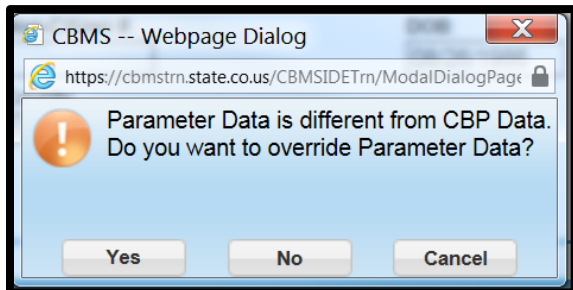 CBMS -- Webpage Dialog
X
https://cbmstrn.state.co.us/CBMSIDETrn/ModalDialogPage
Parameter Data is different from CBP Data.
Do you want to override Parameter Data?
Yes No Cancel